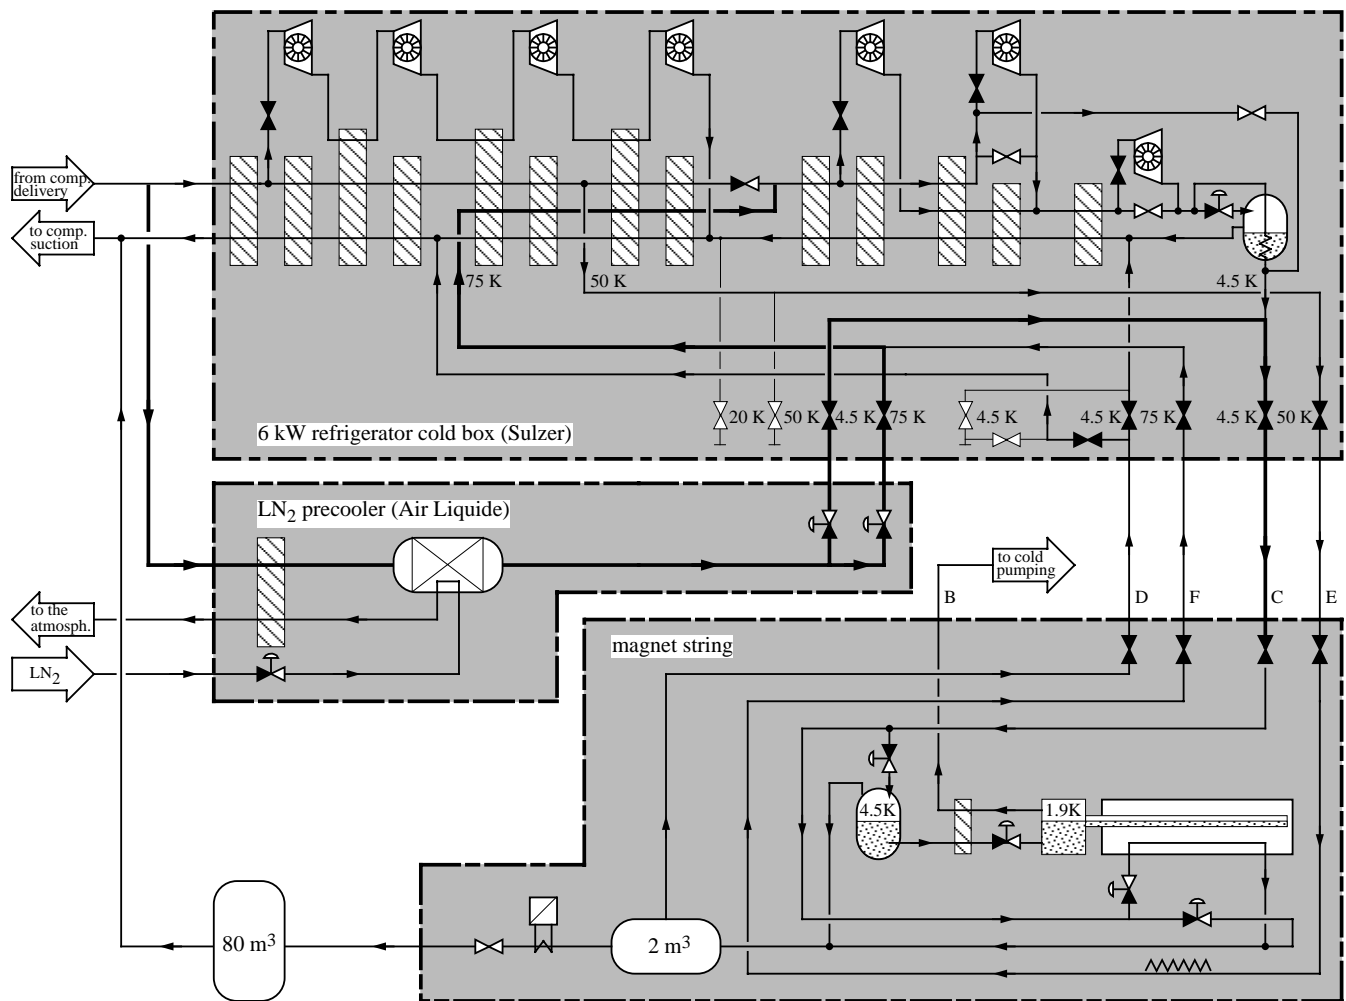 from comp.
delivery
to comp.
suction
75 K
50 K
4.5 K
20 K
50 K
4.5 K
75 K
4.5 K
4.5 K
75 K
4.5 K
50 K
6 kW refrigerator cold box (Sulzer)
LN2 precooler (Air Liquide)
to cold
pumping
B
D
F
C
E
to the
atmosph.
magnet string
LN2
4.5K
1.9K
80 m³
2 m³